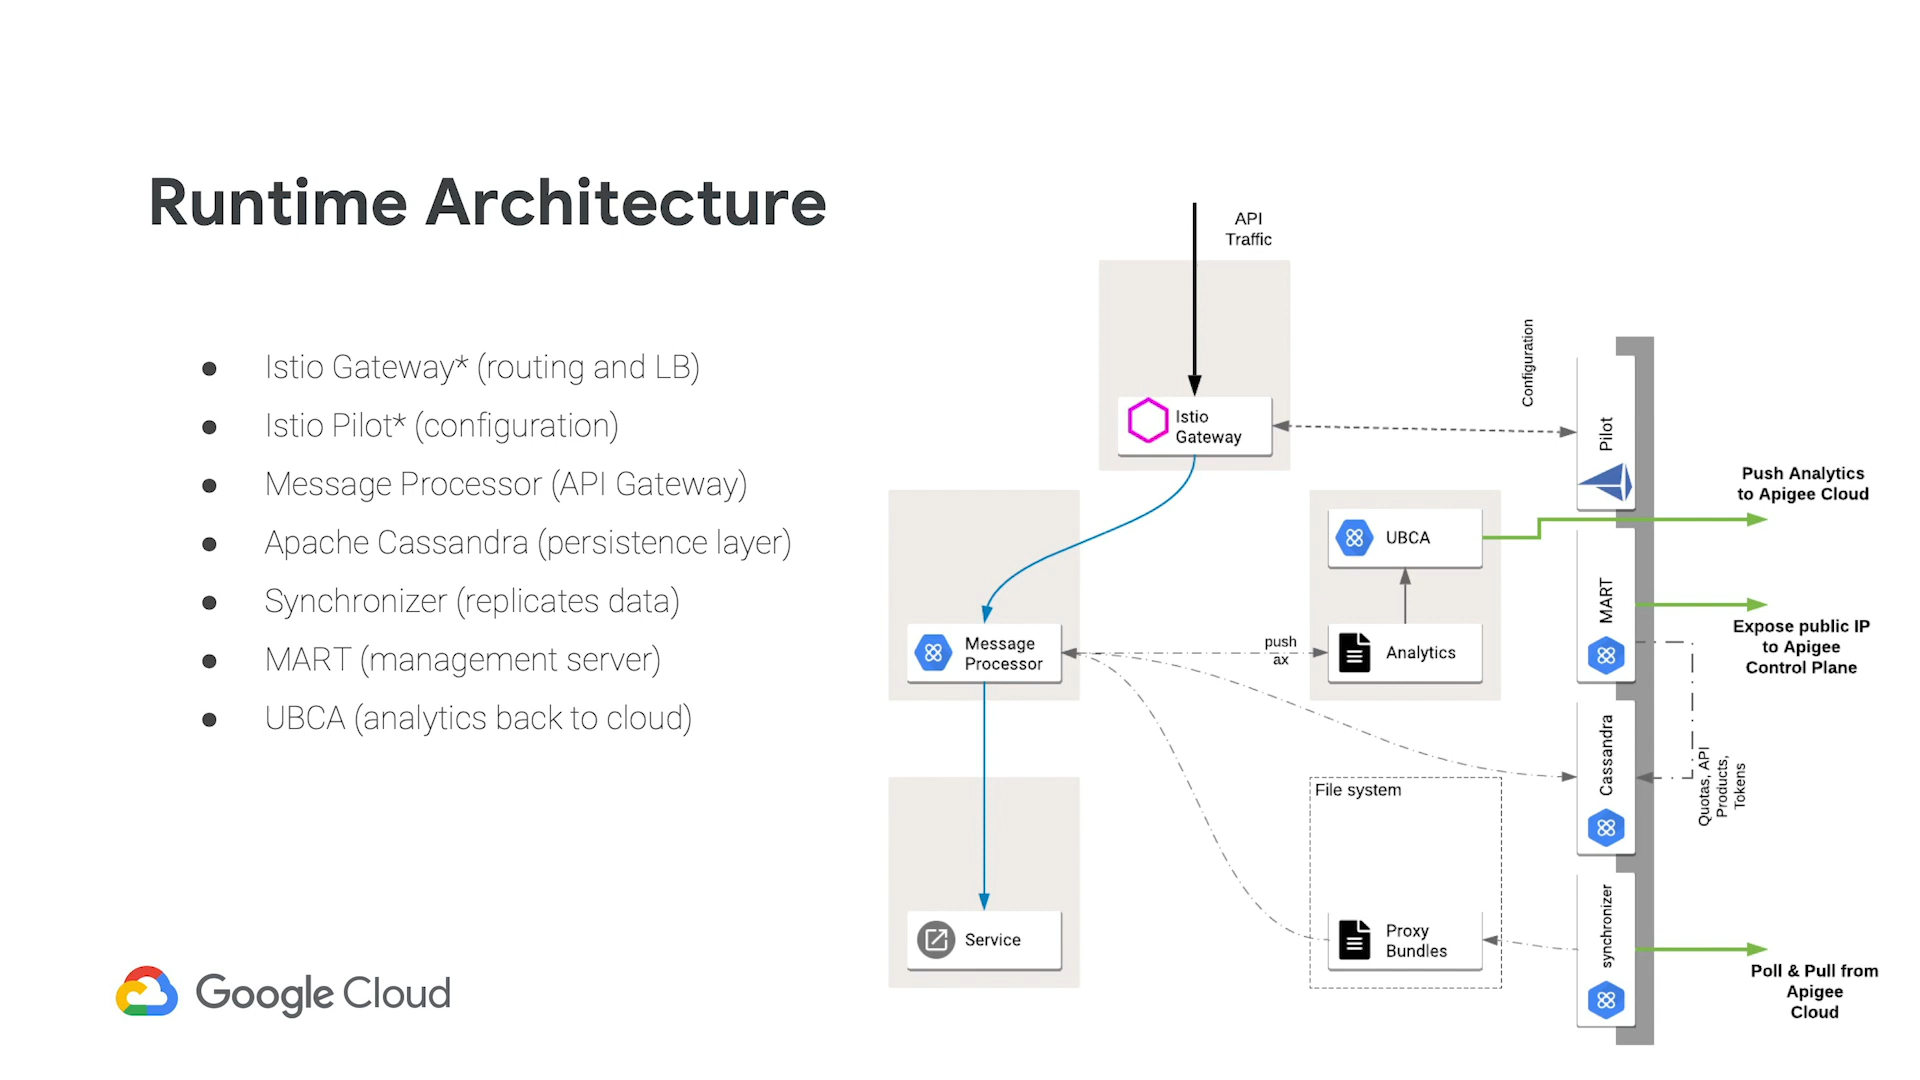 Runtime Architecture
● Istio Gateway* (routing and LB)
● Istio Pilot* (configuration)
● Message Processor (API Gateway)
● Apache Cassandra (persistence layer)
● Synchronizer (replicates data)
● MART (management server)
● UBCA (analytics back to cloud)
Google Cloud
API
Traffic
Istio
Gateway
Configuration
Pilot
Push Analytics
to Apigee Cloud
UBCA
MART
Expose public IP
to Apigee
Control Plane
Message
Processor
push
ax
Analytics
Cassandra
Quotas, API
Products,
Tokens
File system
Service
Proxy
Bundles
synchronizer
Poll & Pull from
Apigee
Cloud